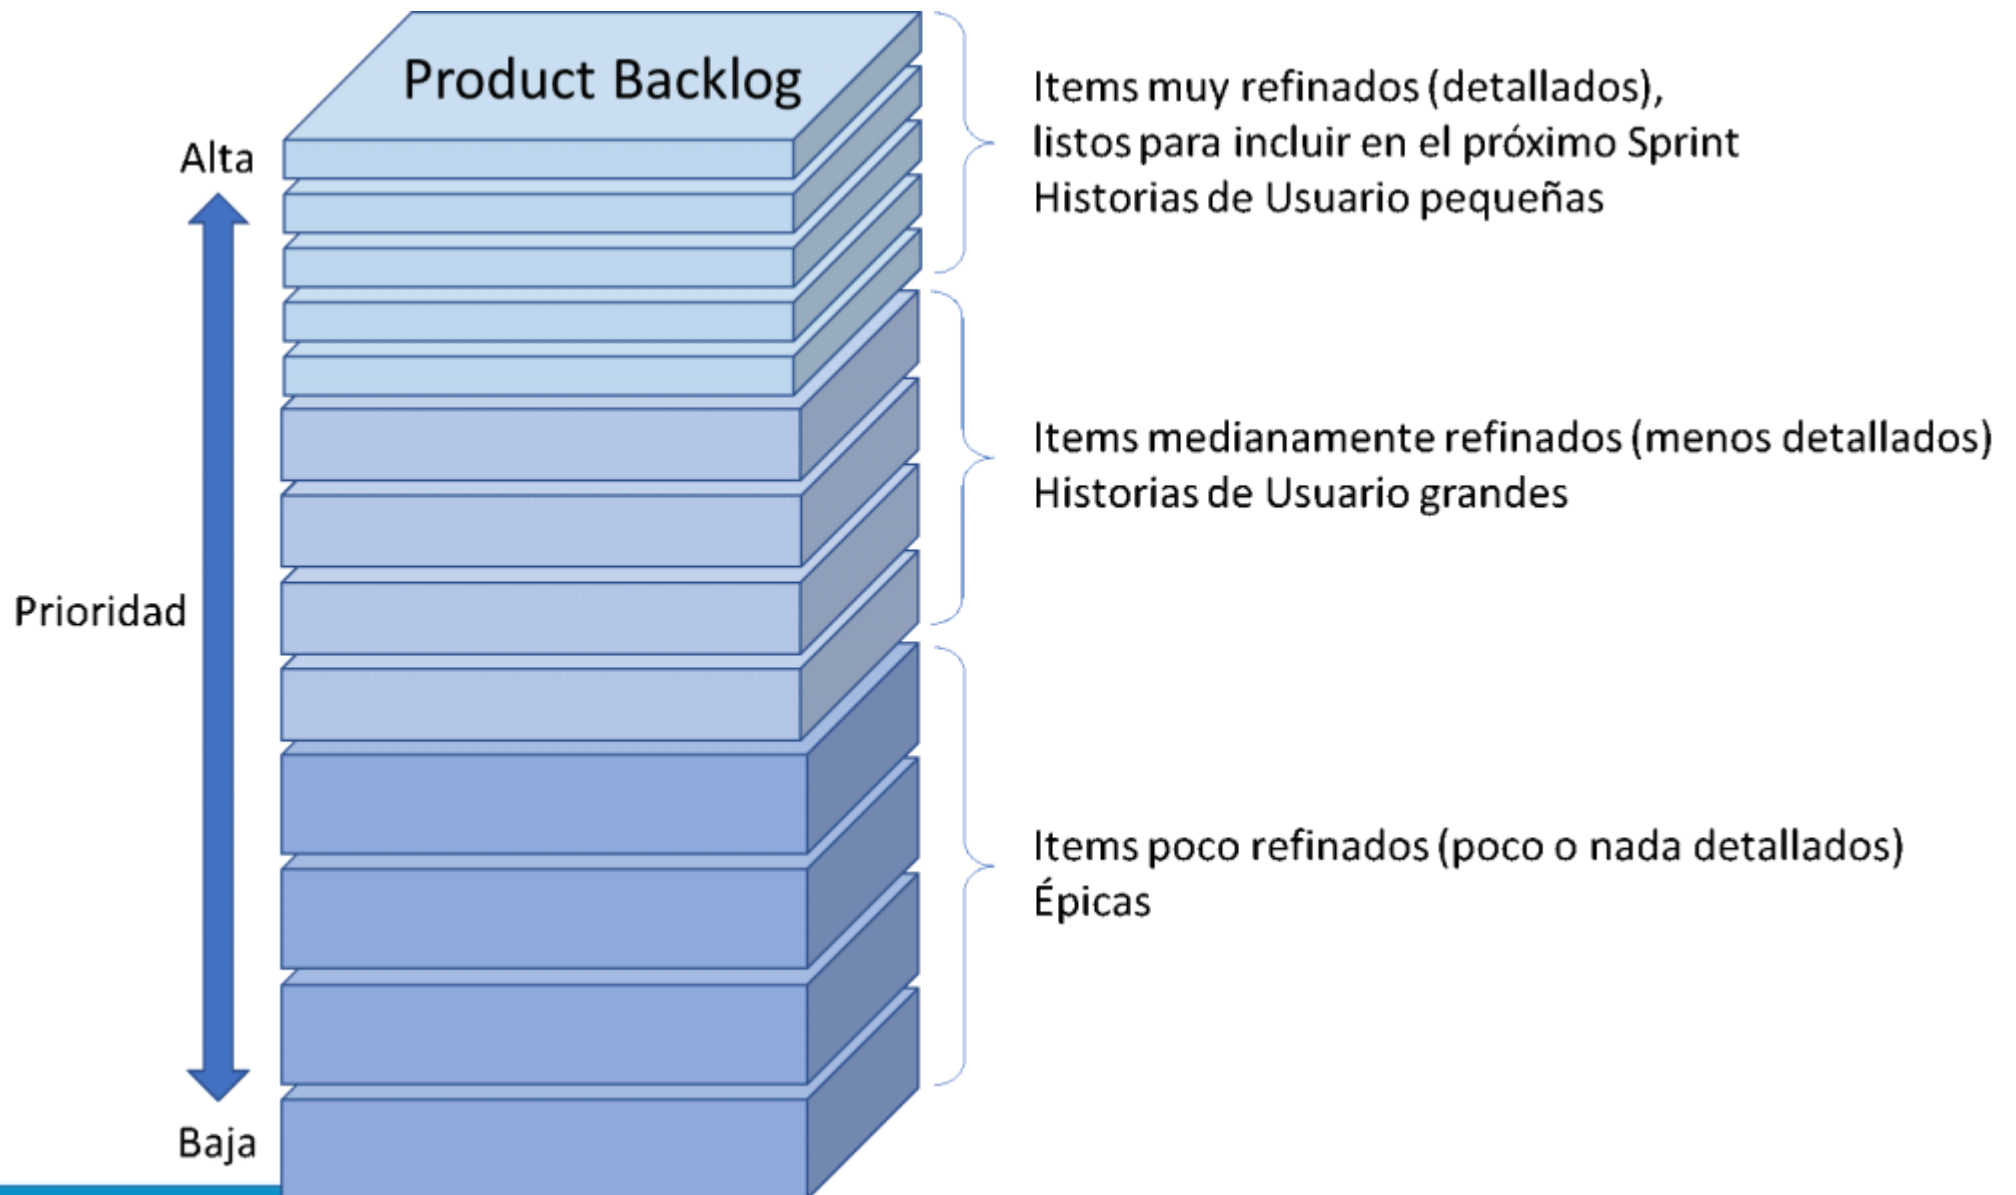 Product Backlog
Alta
Prioridad
Baja
Items muy refinados (detallados),
listos para incluir en el próximo Sprint
Historias de Usuario pequeñas
Items medianamente refinados (menos detallados)
Historias de Usuario grandes
Items poco refinados (poco o nada detallados)
Épicas